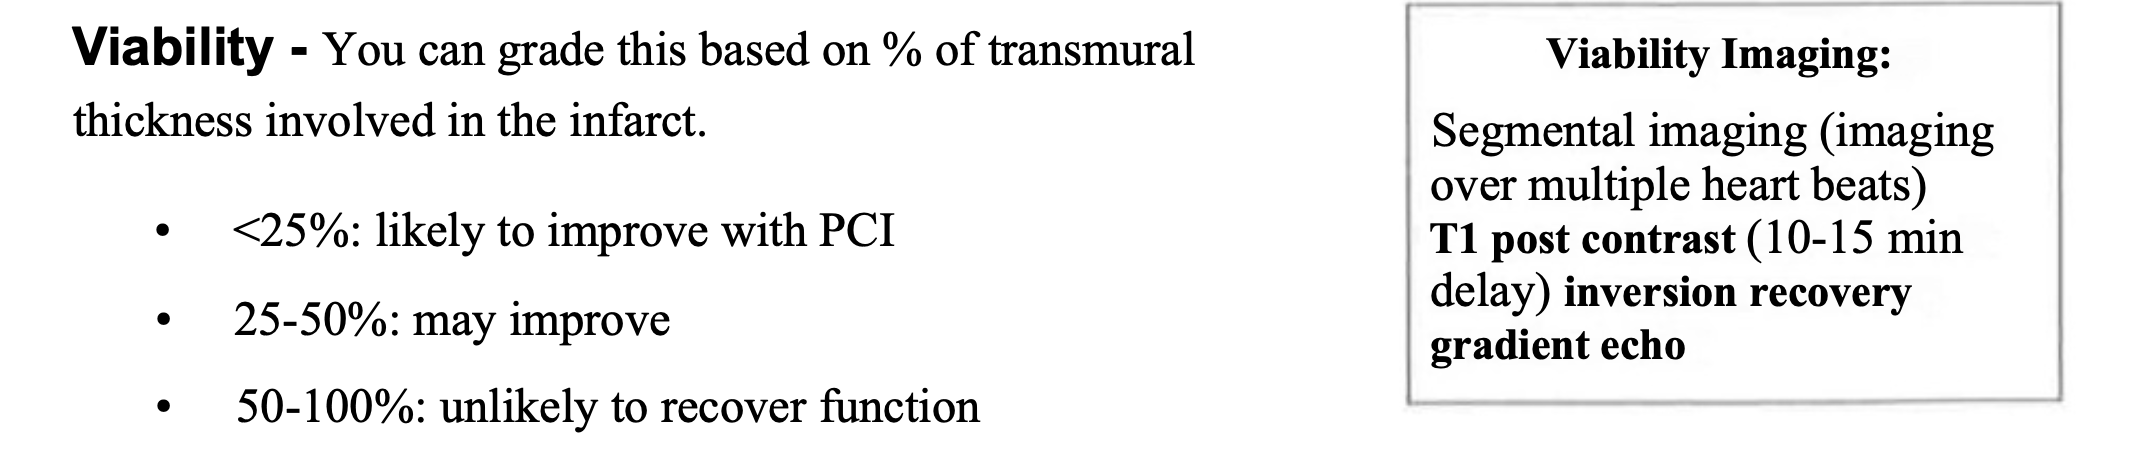 Viability - You can grade this based on % of transmural
thickness involved in the infarct.
• <25%: likely to improve with PCI
• 25-50%: may improve
• 50-100%: unlikely to recover function
Viability Imaging:
Segmental imaging (imaging
over multiple heart beats)
T1 post contrast (10-15 min
delay) inversion recovery
gradient echo